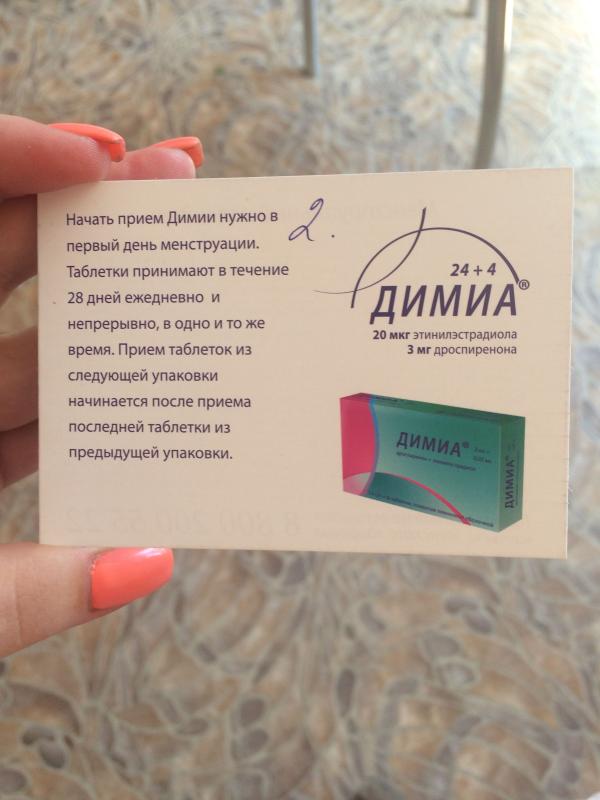 Начать прием Димии нужно в
первый день менструации.
Таблетки принимают в течение
28 дней ежедневно и
непрерывно, в одно и то же
время. Прием таблеток из
следующей упаковки
начинается после приема
последней таблетки из
предыдущей упаковки.
2.
24 + 4
ДИМИА®
20 мкг этинилэстрадиола
3 мг дроспиренона
ДИМИА®
дроспиренон + этинилэстрадиол
ДИМИА®